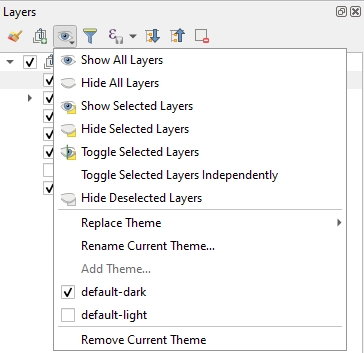 Layers
Show All Layers
Hide All Layers
Show Selected Layers
Hide Selected Layers
Toggle Selected Layers
Toggle Selected Layers Independently
Hide Deselected Layers
Replace Theme
Rename Current Theme...
Add Theme...
default-dark
default-light
Remove Current Theme